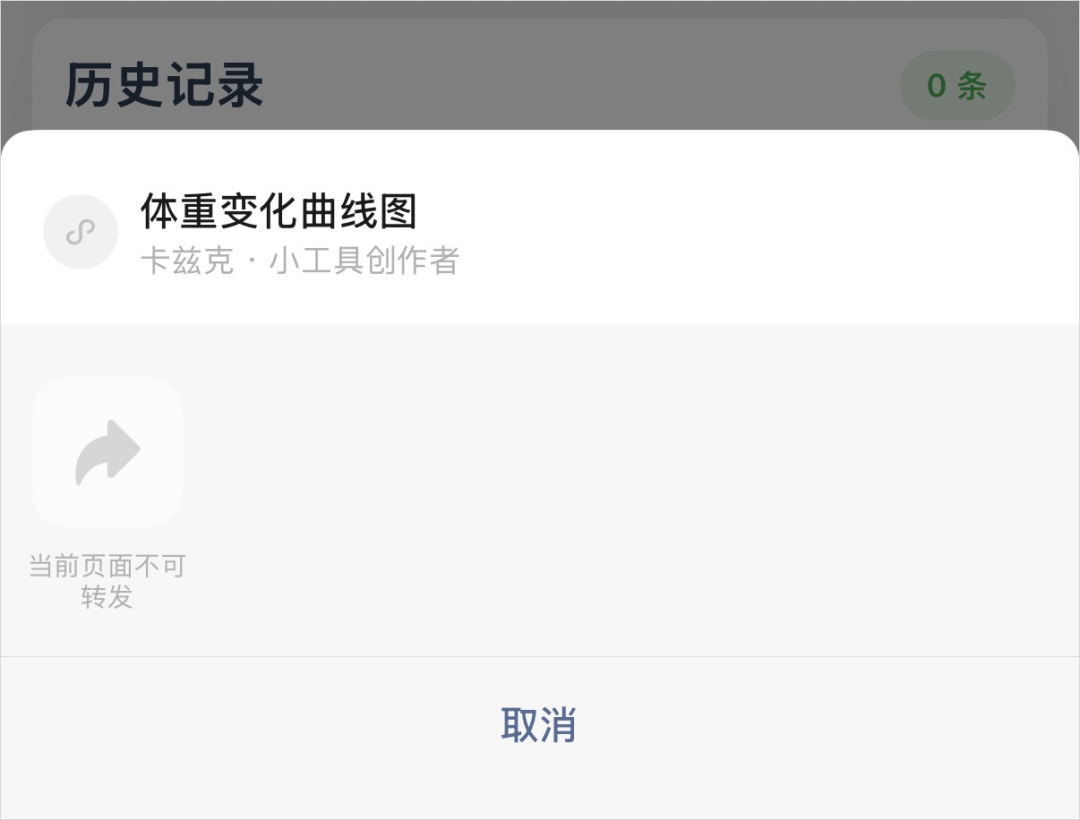 历史记录
0 条
体重变化曲线图
卡兹克 · 小工具创作者
当前页面不可
转发
取消